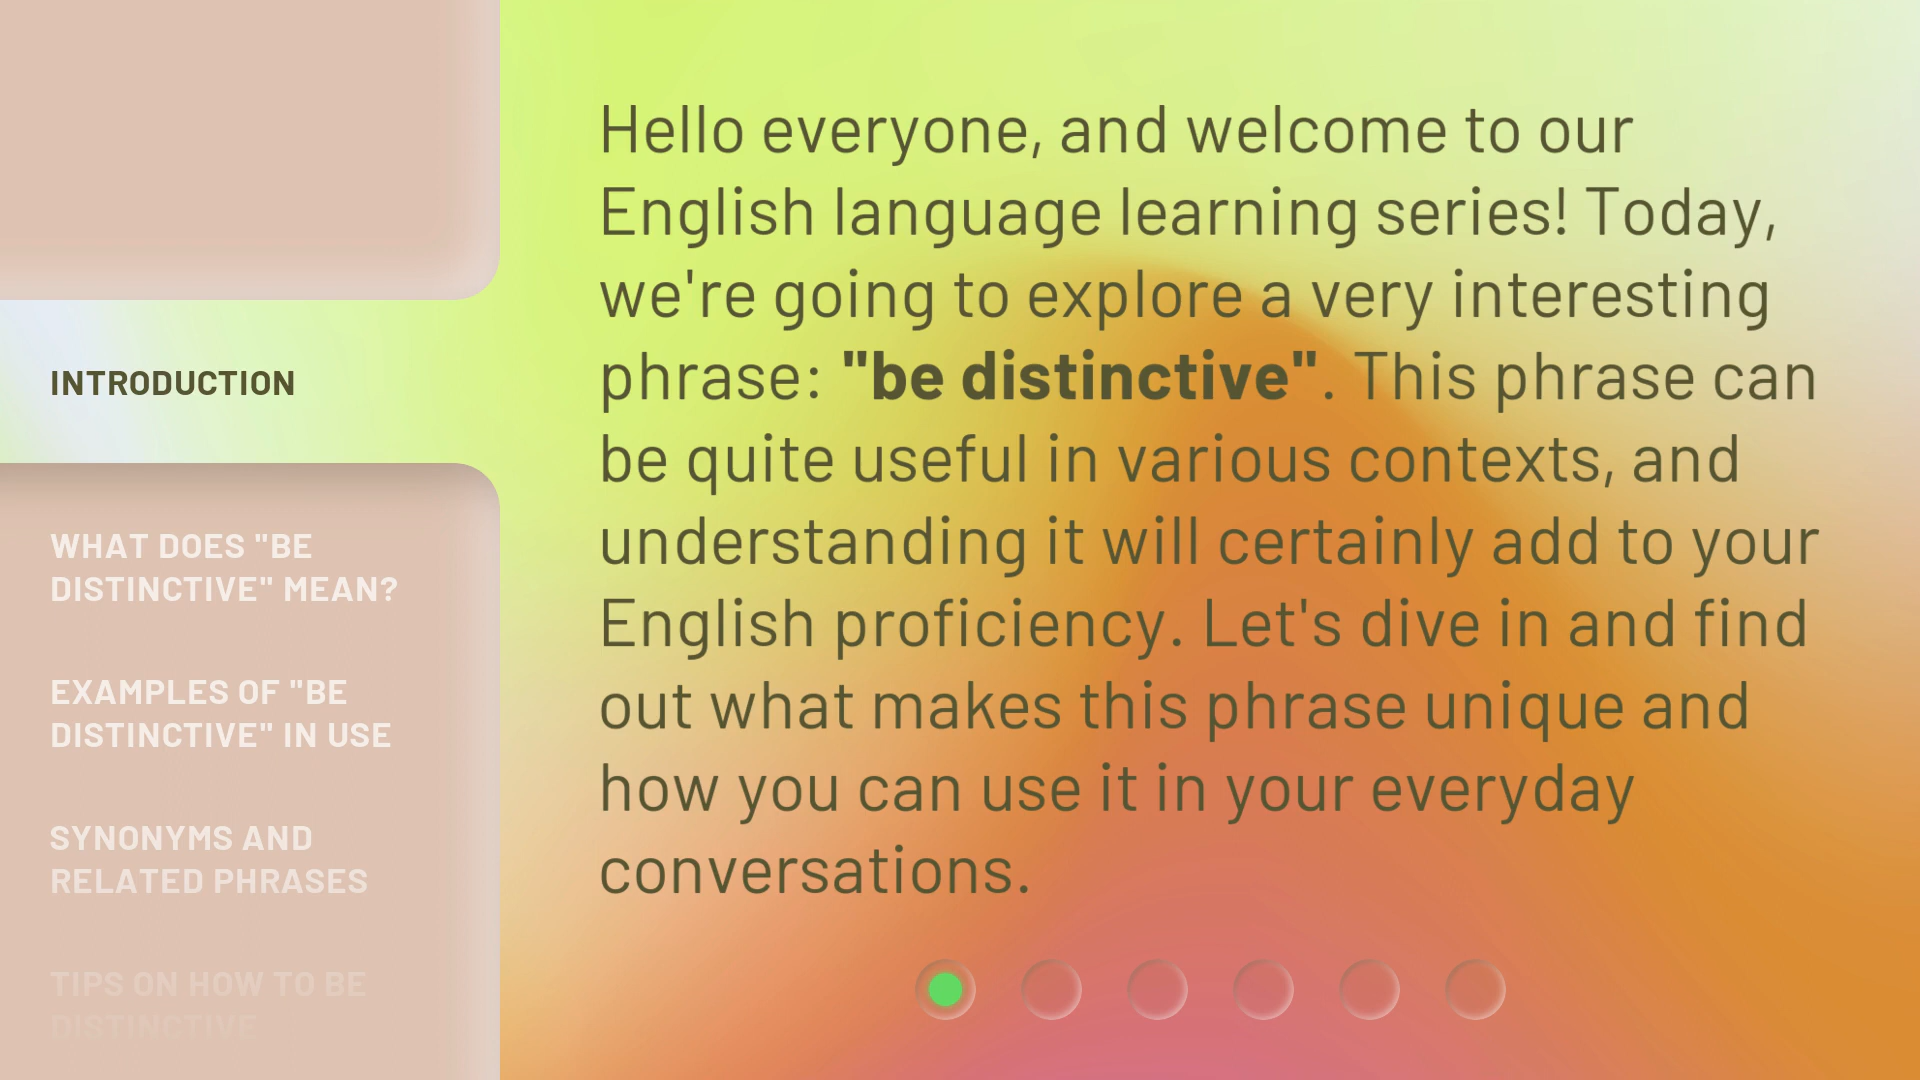 INTRODUCTION
WHAT DOES "BE
DISTINCTIVE" MEAN?
EXAMPLES OF "BE
DISTINCTIVE" IN USE
SYNONYMS AND
RELATED PHRASES
TIPS ON HOW TO BE
DISTINCTIVE
Hello everyone, and welcome to our
English language learning series! Today,
we're going to explore a very interesting
phrase: "be distinctive". This phrase can
be quite useful in various contexts, and
understanding it will certainly add to your
English proficiency. Let's dive in and find
out what makes this phrase unique and
how you can use it in your everyday
conversations.